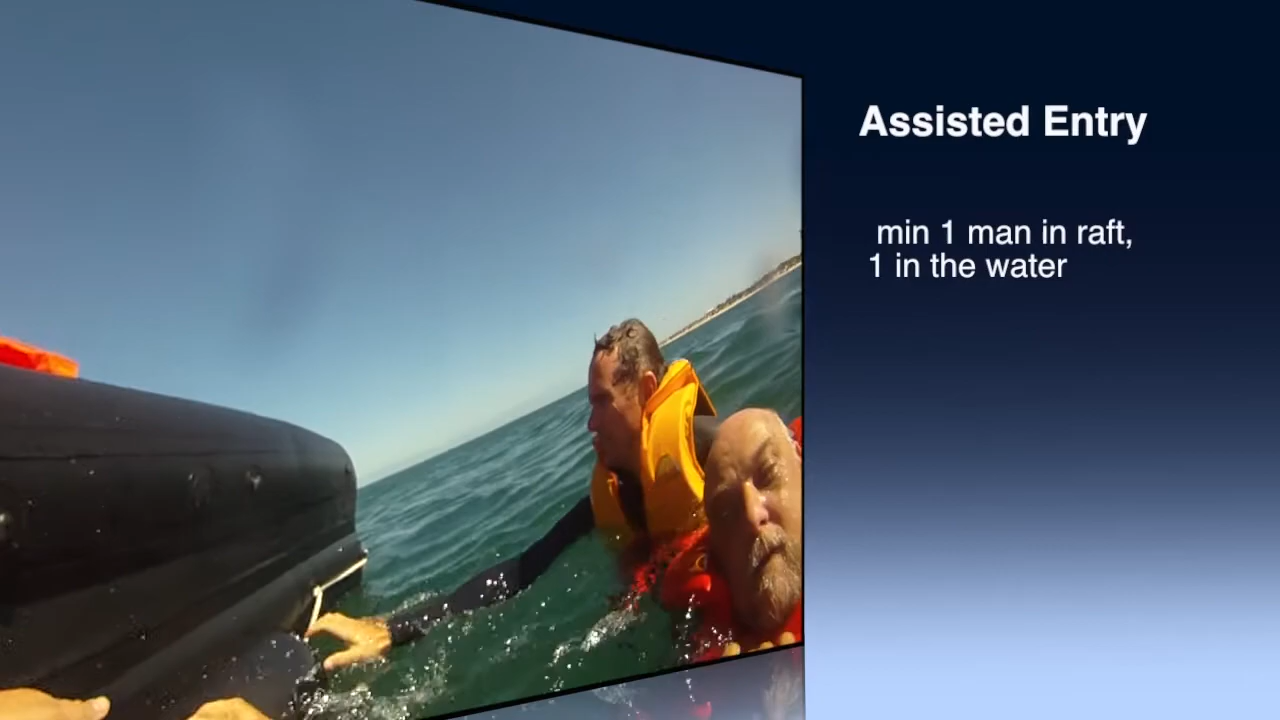 Assisted Entry
min 1 man in raft,
1 in the water